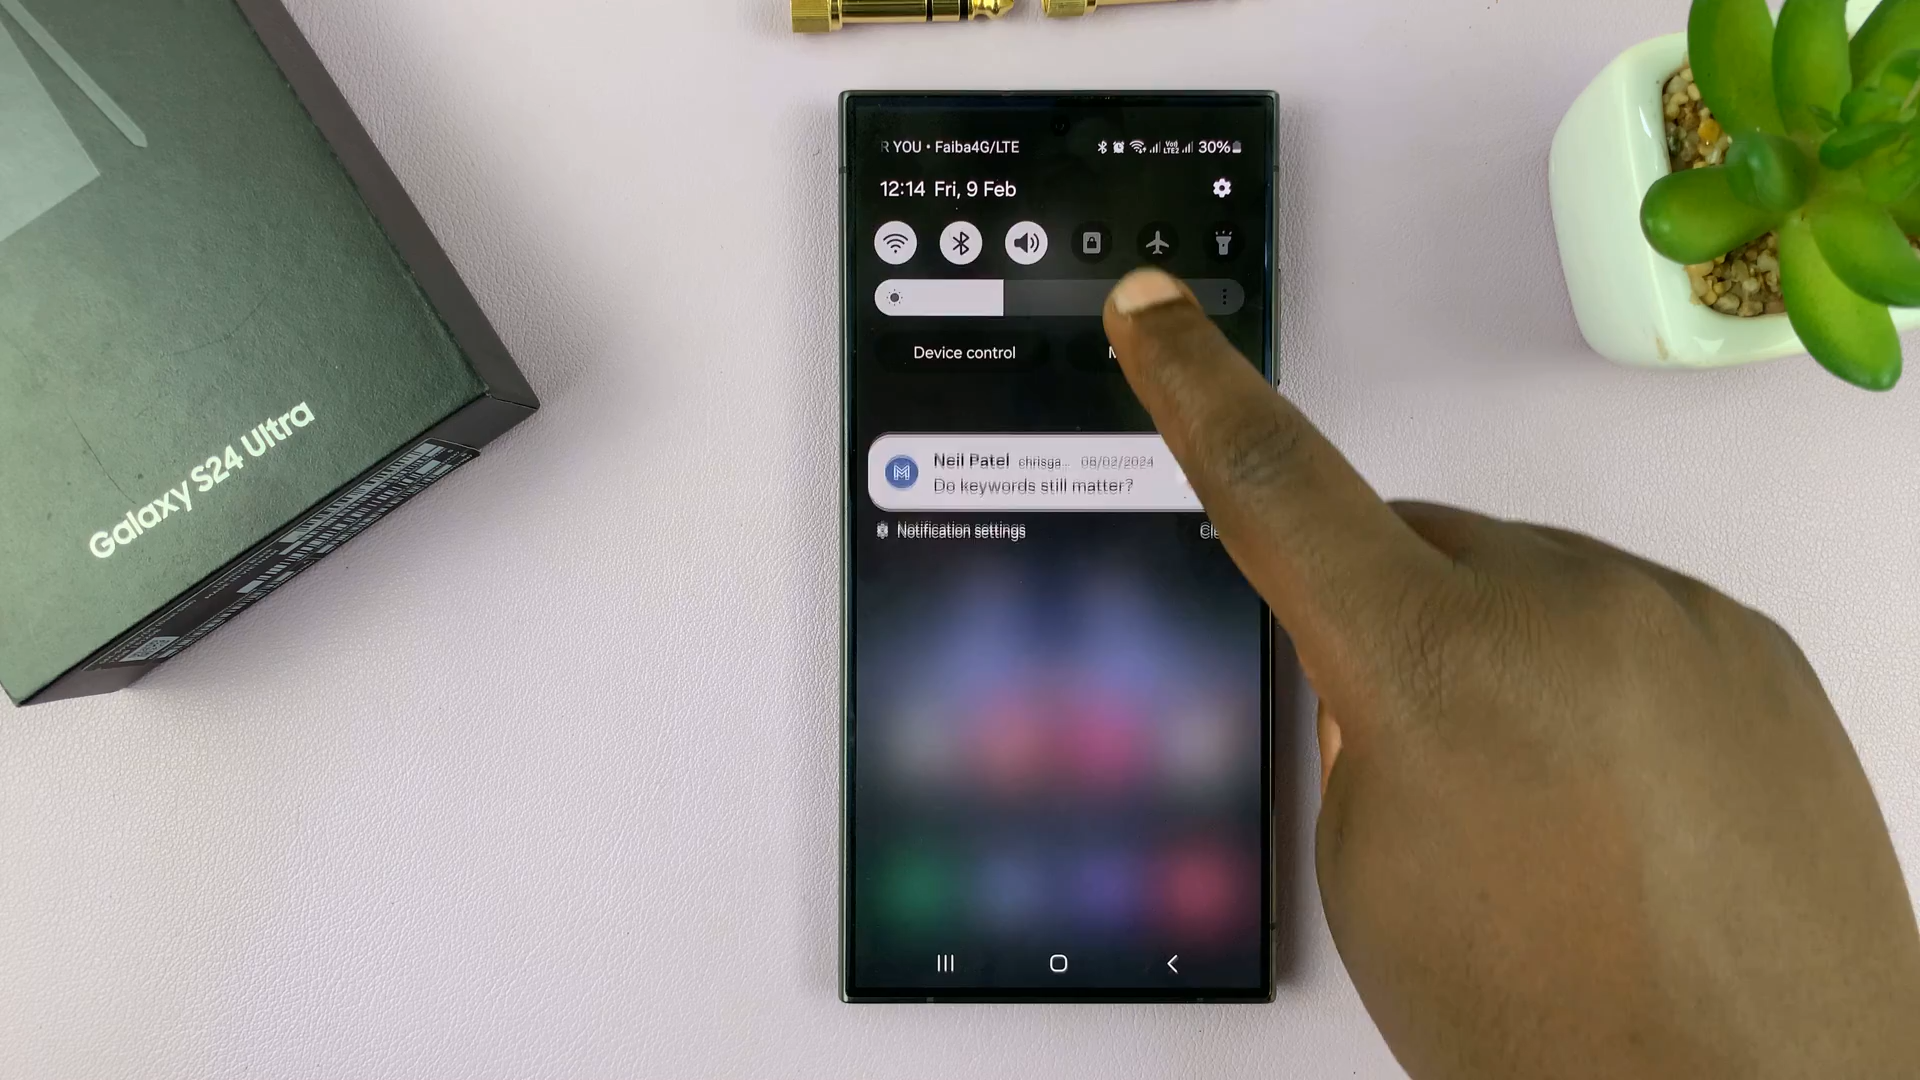 Galaxy S24 Ultra
R YOU • Faiba4G/LTE
30%
12:14 Fri, 9 Feb
Device control
Neil Patel chrisga... 08/02/2024
Do keywords still matter?
Notification settings